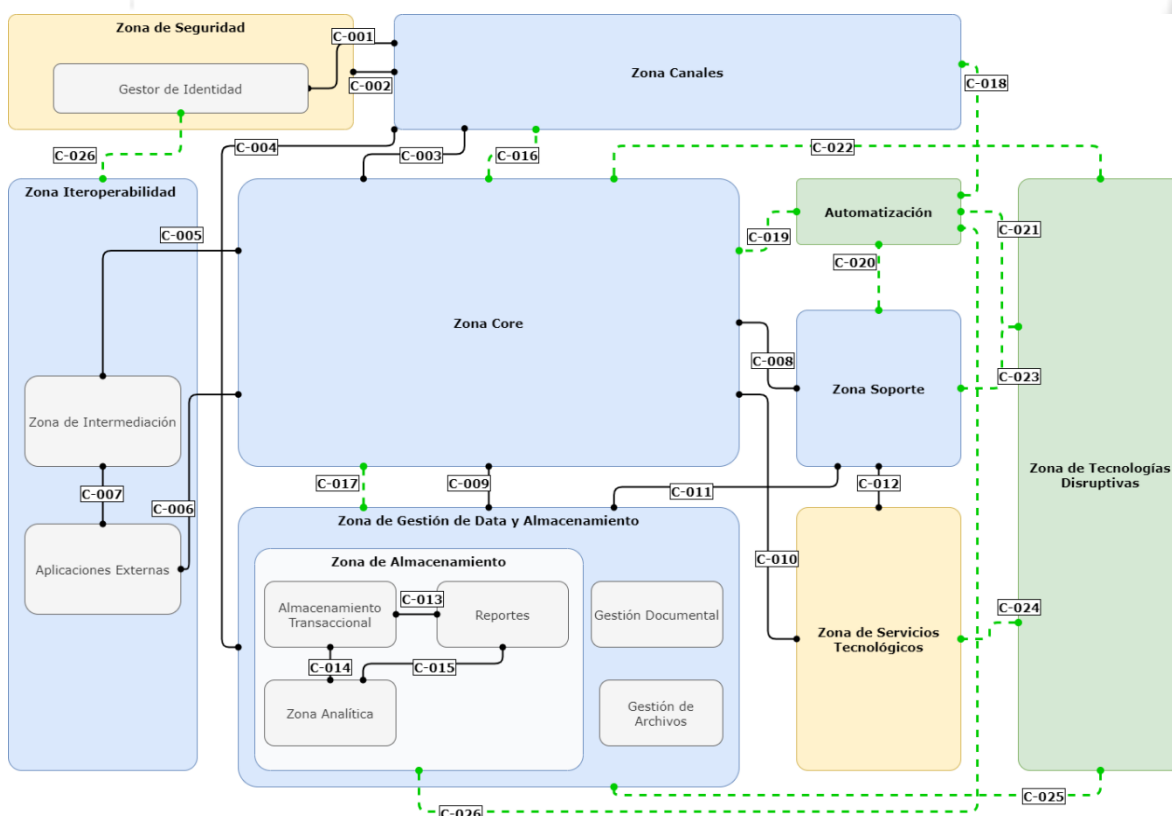 Zona de Seguridad
C-001
Zona Canales
Gestor de Identidad
C-002
C-018
C-004
C-003
C-016
C-022
C-026
Zona Iteroperabilidad
Automatización
C-005
C-019
C-021
C-020
Zona Core
C-008
Zona Soporte
C-023
Zona de Intermediación
Zona de Tecnologías
Disruptivas
C-017
C-009
C-011
C-012
C-007
C-006
Zona de Gestión de Data y Almacenamiento
Zona de Almacenamiento
C-010
Aplicaciones Externas
Almacenamiento
Transaccional
C-013
Reportes
Gestión Documental
C-024
Zona de Servicios
Tecnológicos
C-014
C-015
Zona Analítica
Gestión de
Archivos
C-025
C-026